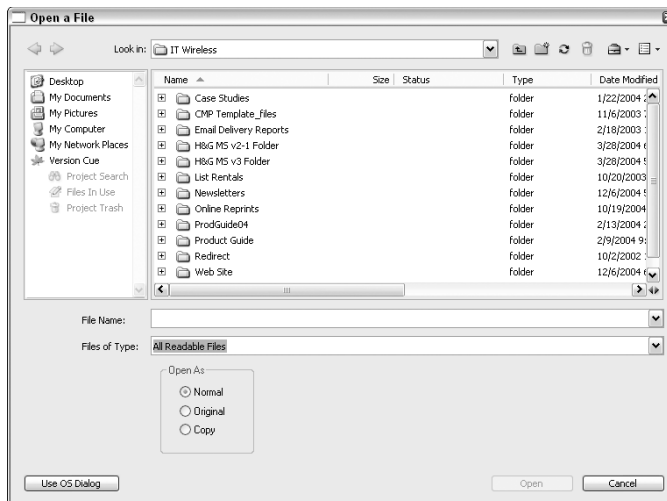 Open a File
Look in: IT Wireless
Desktop
My Documents
My Pictures
My Computer
My Network Places
Version Cue
Project Search
Files In Use
Project Trash
Name Size Status Type Date Modified
Case Studies folder 1/22/2004
CMP Template_files folder 11/6/2003
Email Delivery Reports folder 2/18/2003
H&G MS v2-1 Folder folder 3/28/2004
H&G MS v3 Folder folder 3/28/2004
List Rentals folder 10/20/2003
Newsletters folder 12/6/2004
Online Reprints folder 10/19/2004
ProdGuide04 folder 2/13/2004
Product Guide folder 2/9/2004 9:
Redirect folder 10/2/2002
Web Site folder 12/6/2004
File Name:
Files of Type: All Readable Files
Open As
Normal
Original
Copy
Use OS Dialog Open Cancel